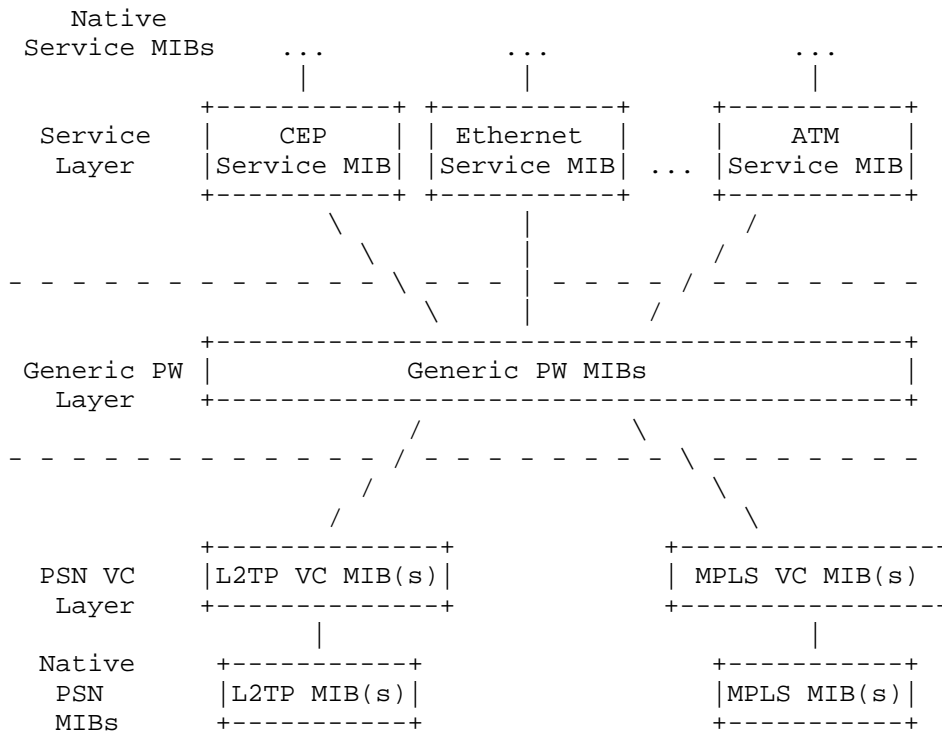 Native
Service MIBs ... ... ...
Service CEP Ethernet ATM
Layer Service MIB Service MIB ... Service MIB
Generic PW Generic PW MIBs
Layer
PSN VC L2TP VC MIB(s) MPLS VC MIB(s)
Layer
Native
PSN L2TP MIB(s) MPLS MIB(s)
MIBs